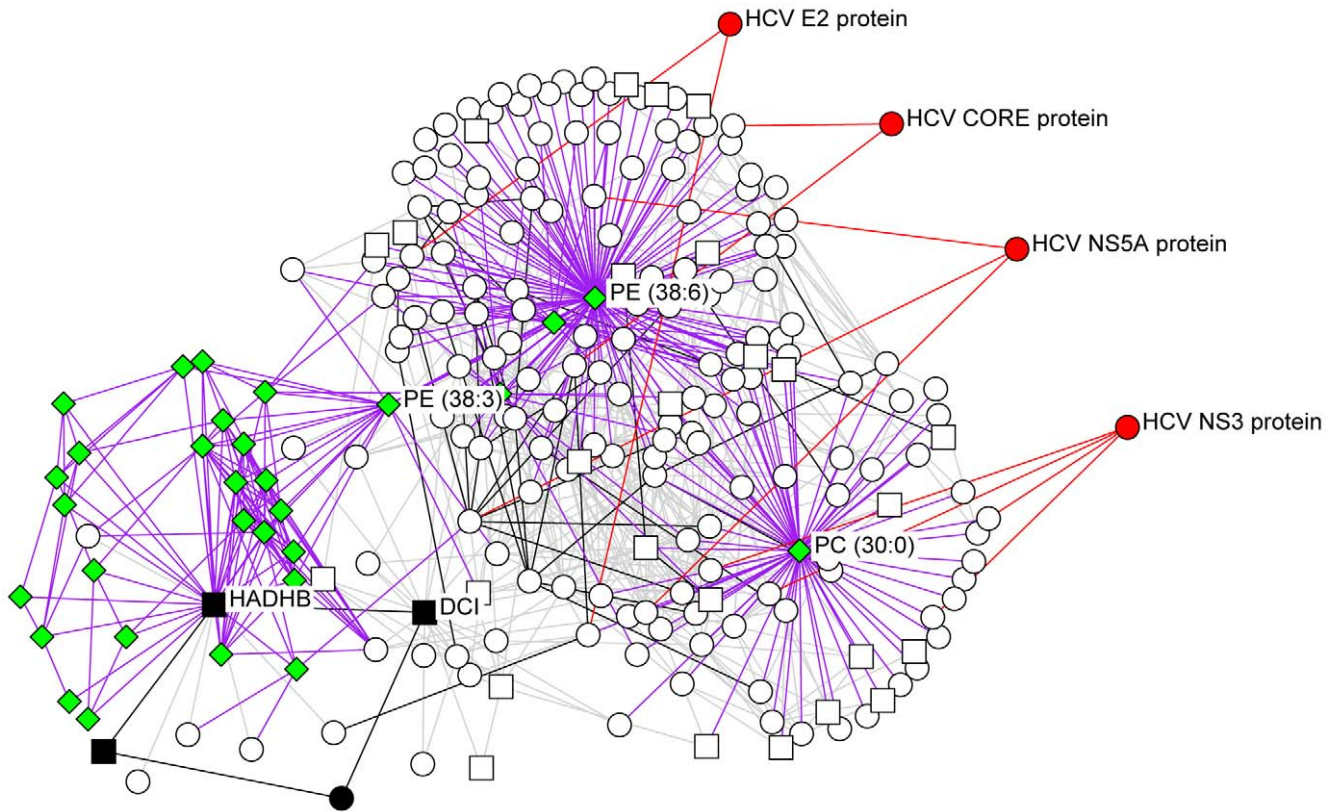 HCV E2 protein
HCV CORE protein
HCV NS5A protein
PE (38:6)
PE (38:3)
HCV NS3 protein
PC (30:0)
HADHB
DCI